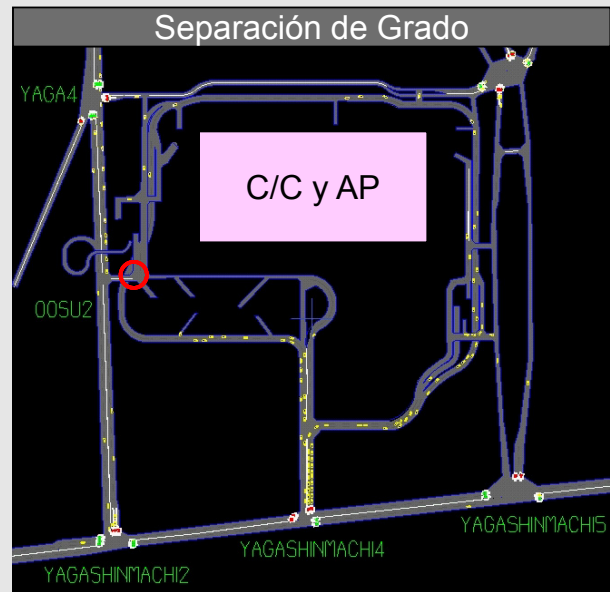 Separación de Grado
YAGA4
C/C y AP
OOSU2
YAGASHINMACHI5
YAGASHINMACHI4
YAGASHINMACHI2